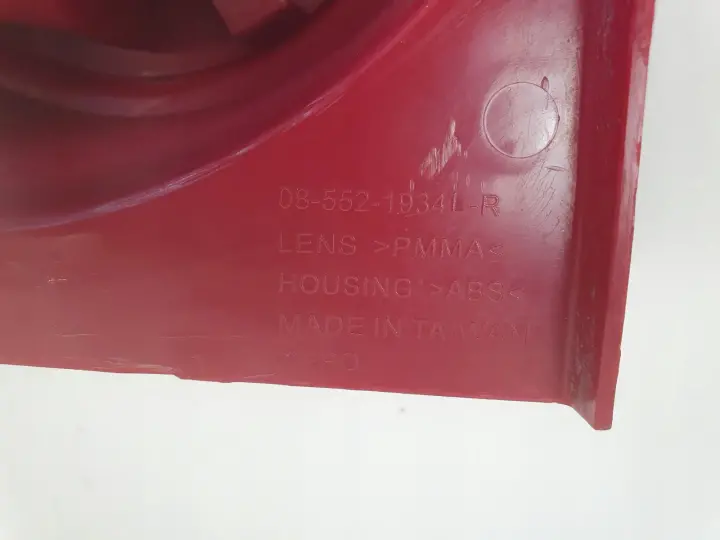 08-552-1934L-R
LENS >PMMA<
HOUSING >ABS<
MADE IN TAIWAN